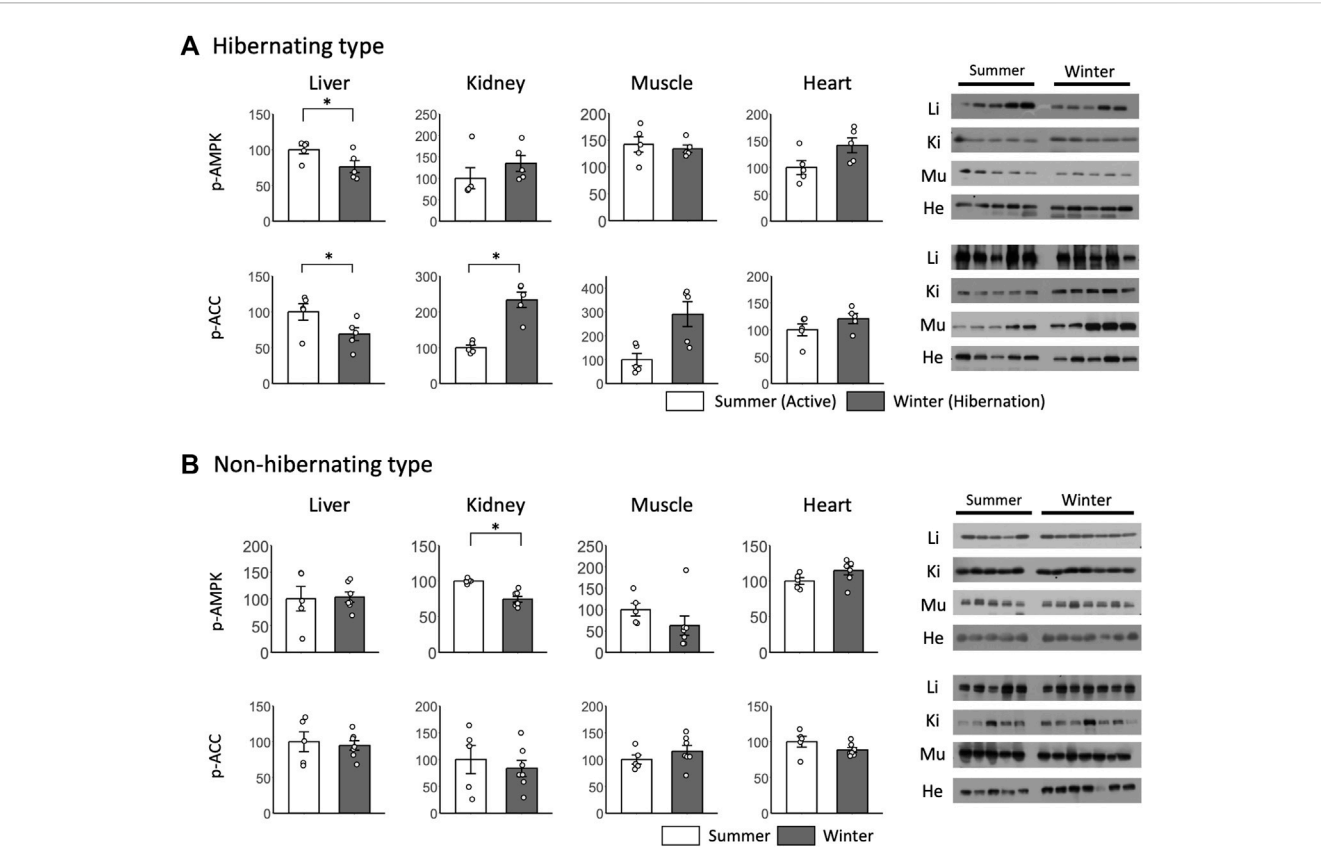 A Hibernating type
Liver Kidney Muscle Heart
Summer Winter
p-AMPK
*
150 100 50 0
250 200 150 100 50 0
200 150 100 50 0
200 150 100 50 0
Li
Ki
Mu
He
p-ACC
* *
150 100 50 0
300 200 100 0
400 300 200 100 0
200 150 100 50 0
Li
Ki
Mu
He
Summer (Active) Winter (Hibernation)
B Non-hibernating type
Liver Kidney Muscle Heart
Summer Winter
p-AMPK
*
200 150 100 50 0
150 100 50 0
250 200 150 100 50 0
150 100 50 0
Li
Ki
Mu
He
p-ACC
150 100 50 0
200 150 100 50 0
200 150 100 50 0
150 100 50 0
Li
Ki
Mu
He
Summer Winter